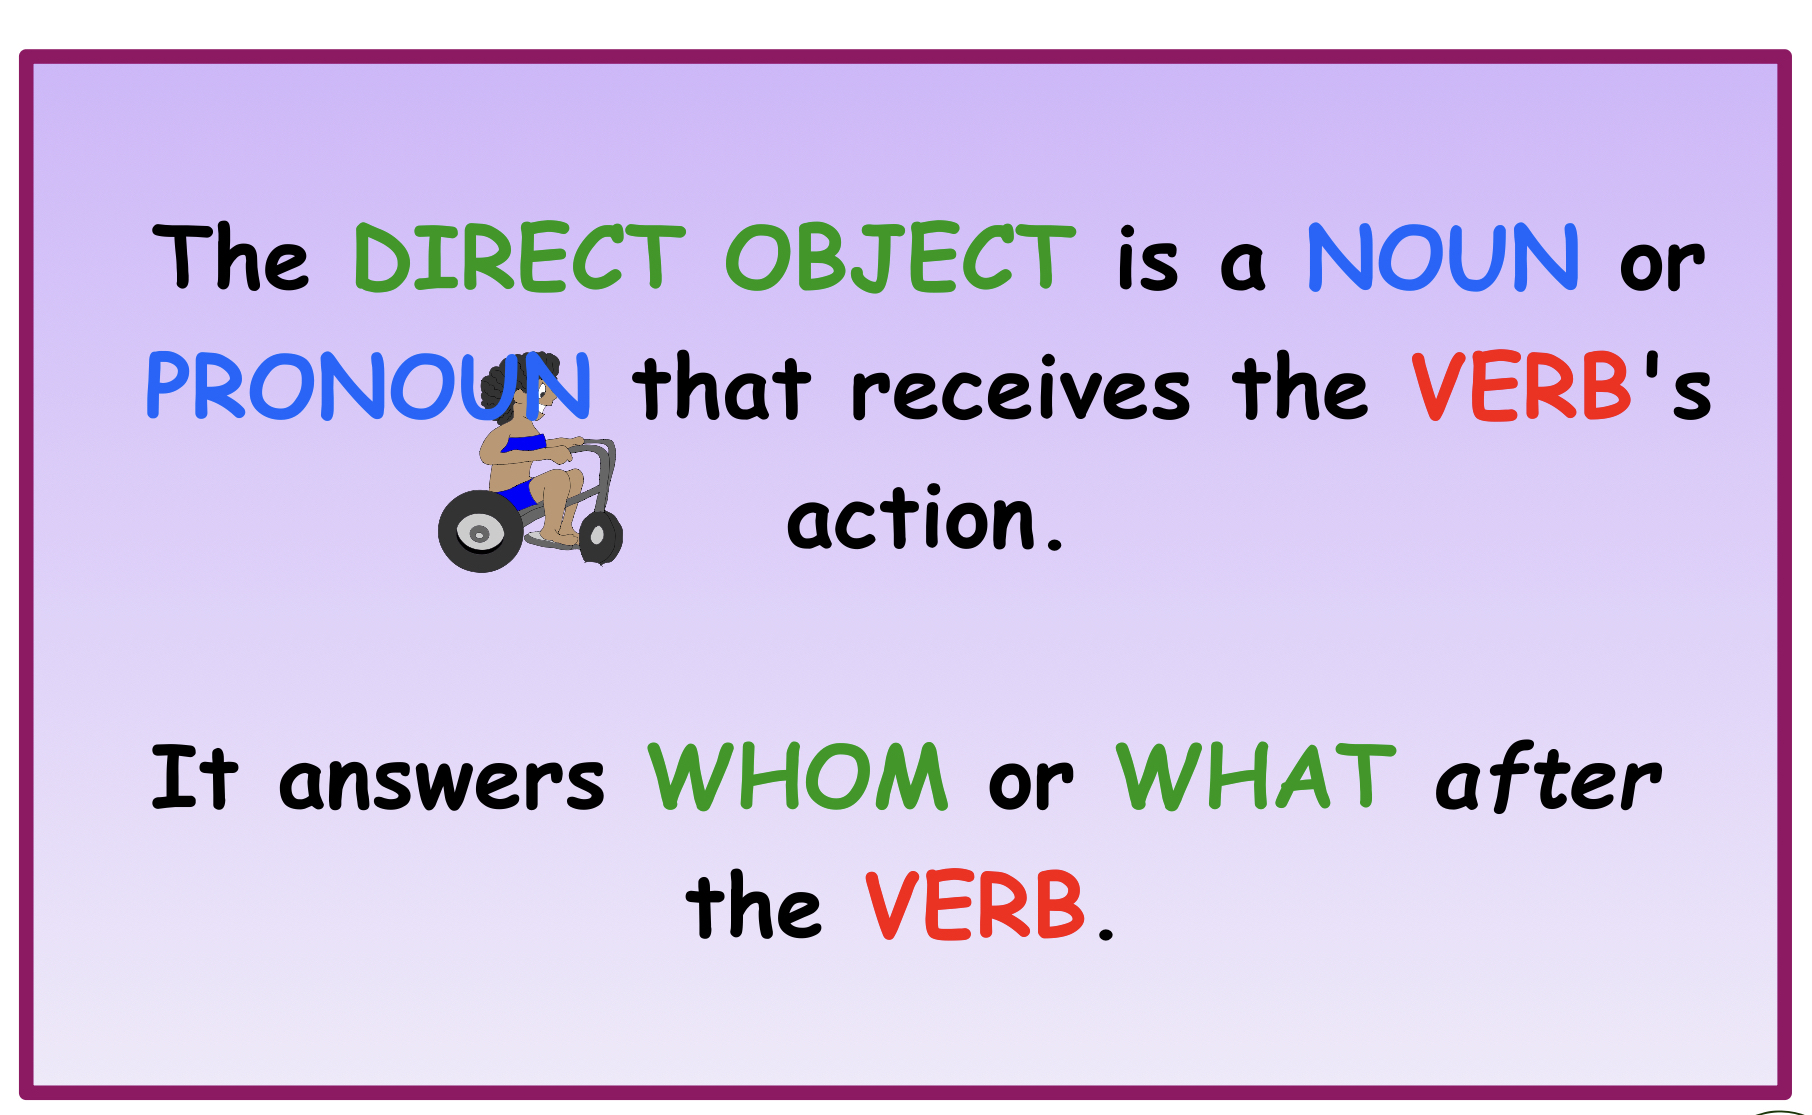 The DIRECT OBJECT is a NOUN or
PRONOUN that receives the VERB's
action.
It answers WHOM or WHAT after
the VERB.